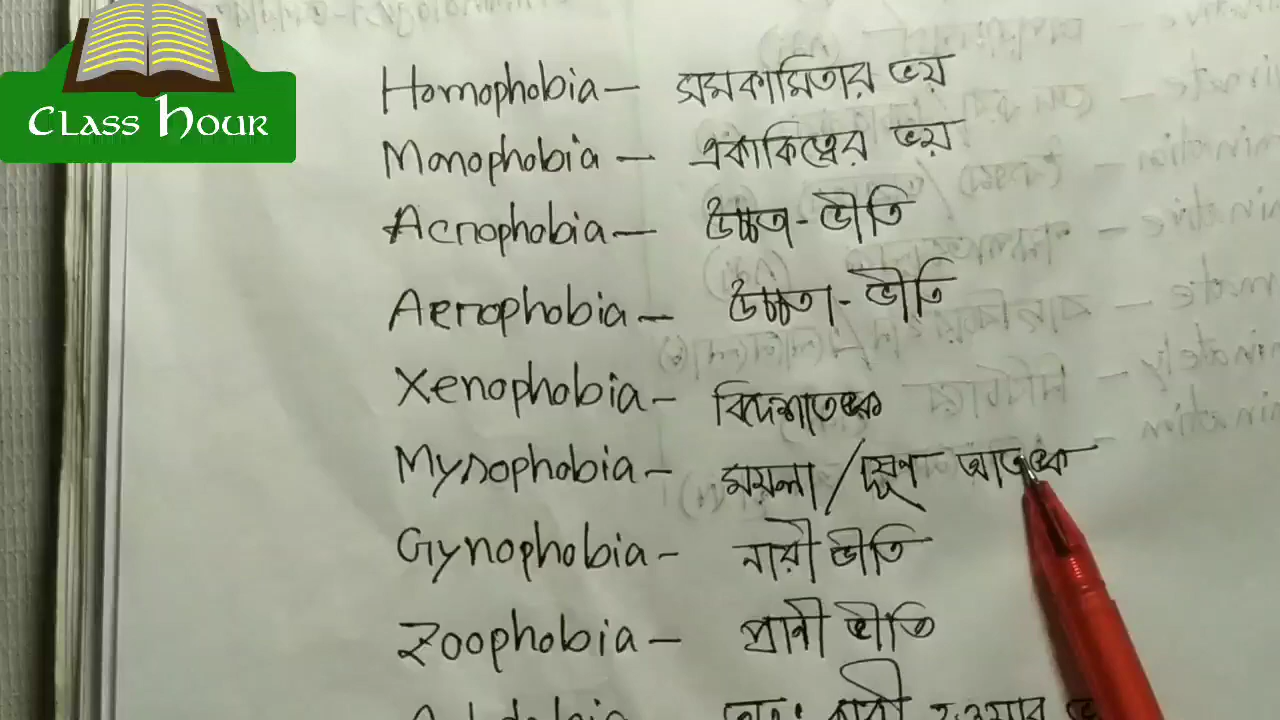 CLASS HOUR
Homophobia— সমকামিতার ভয়
Monophobia — একাকিত্বের ভয়
Acrophobia— উচ্চতা-ভীতি
Aerophobia — উচ্চতা-ভীতি
Xenophobia— বিদেশাতঙ্ক
Mysophobia— ময়লা/দূষণ আতঙ্ক
Gynophobia- নারী ভীতি
Zoophobia— প্রানী ভীতি